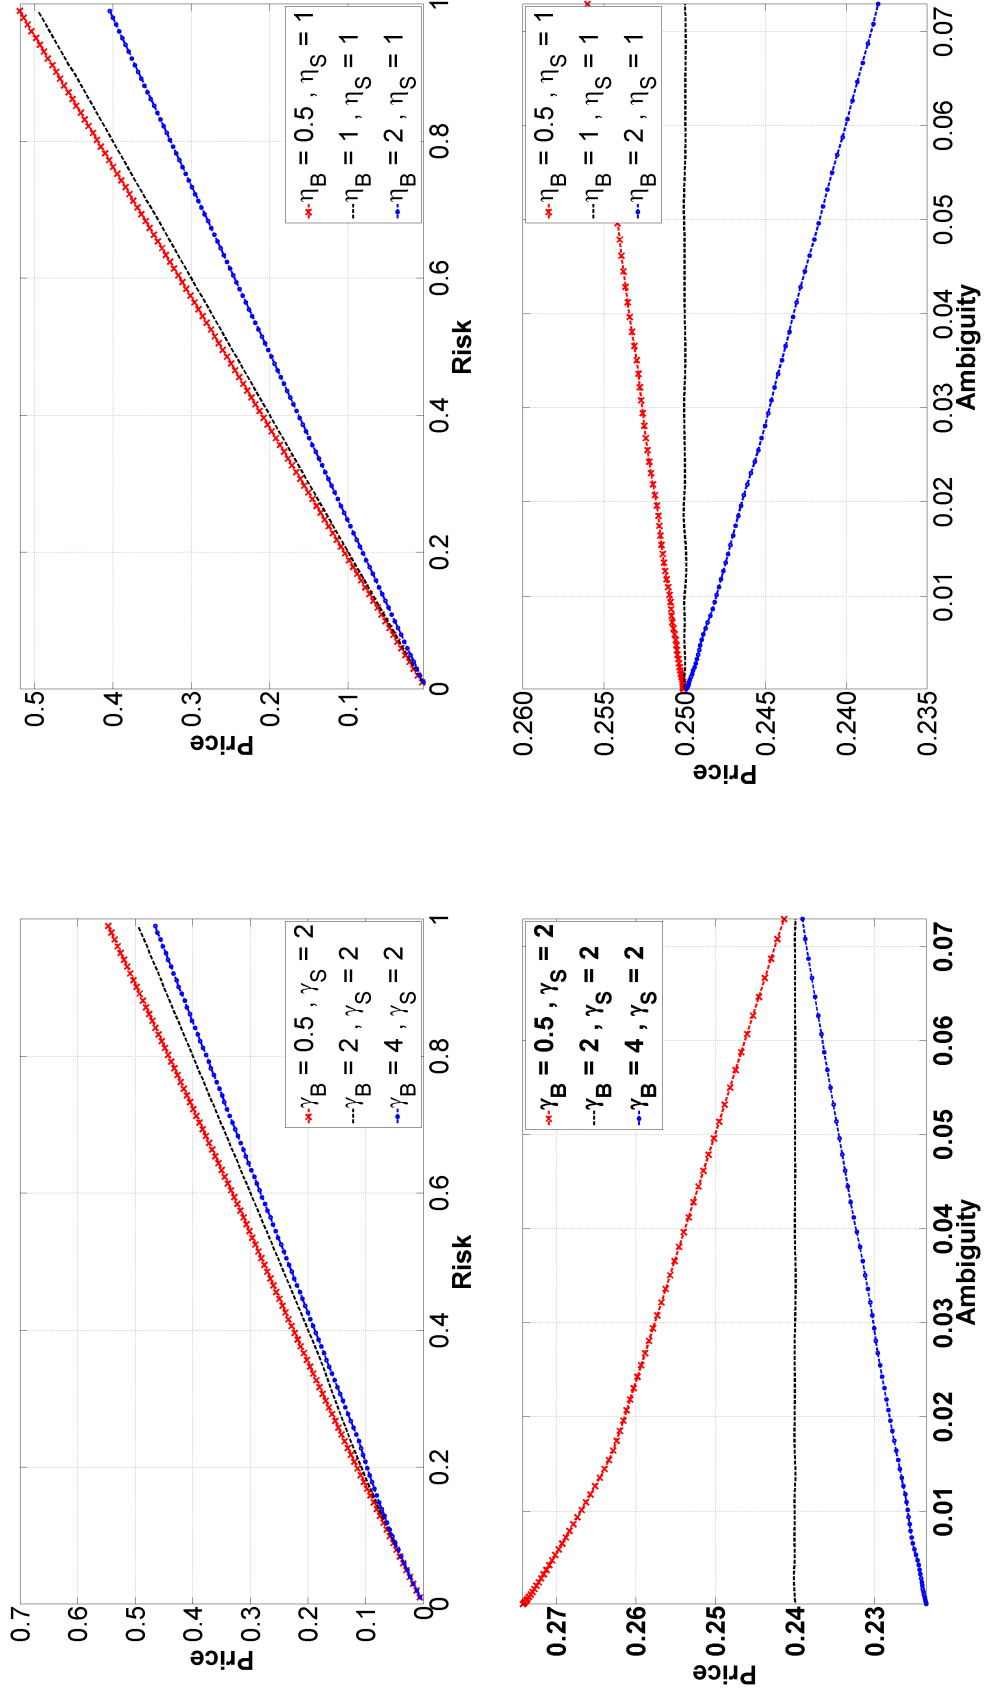 0.7
0.6
0.5
0.4
0.3
0.2
0.1
0
Price
0.2
0.4
0.6
0.8
1
Risk
γB = 0.5 , γS = 2
γB = 2 , γS = 2
γB = 4 , γS = 2
0.5
0.4
0.3
0.2
0.1
Price
0
0.2
0.4
0.6
0.8
1
Risk
ηB = 0.5 , ηS = 1
ηB = 1 , ηS = 1
ηB = 2 , ηS = 1
0.27
0.26
0.25
0.24
0.23
Price
0.01
0.02
0.03
0.04
0.05
0.06
0.07
Ambiguity
γB = 0.5 , γS = 2
γB = 2 , γS = 2
γB = 4 , γS = 2
0.260
0.255
0.250
0.245
0.240
0.235
Price
0.01
0.02
0.03
0.04
0.05
0.06
0.07
Ambiguity
ηB = 0.5 , ηS = 1
ηB = 1 , ηS = 1
ηB = 2 , ηS = 1